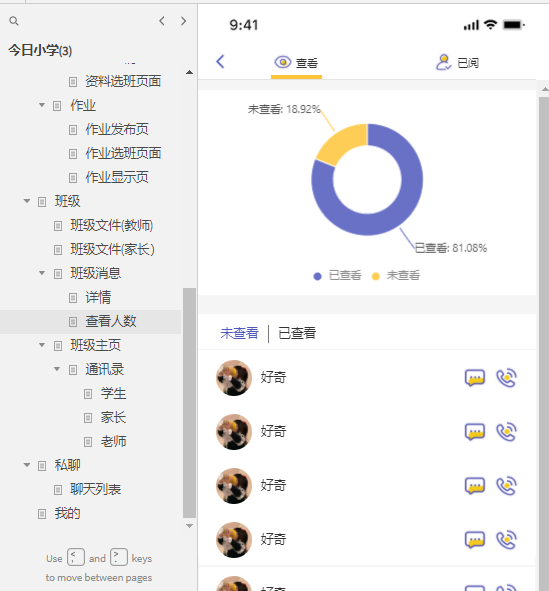 今日小学(3)
资料选班页面
作业
作业发布页
作业选班页面
作业显示页
班级
班级文件(教师)
班级文件(家长)
班级消息
详情
查看人数
班级主页
通讯录
学生
家长
老师
私聊
聊天列表
我的
Use < , and > . keys
to move between pages
9:41
查看
已阅
未查看: 18.92%
已查看: 81.08%
已查看 未查看
未查看 已查看
好奇
好奇
好奇
好奇